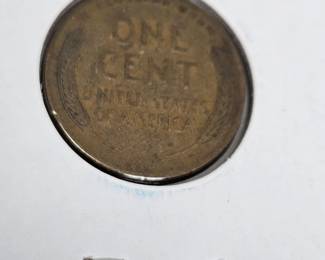 ONE
CENT
UNITED STATES
OF AMERICA